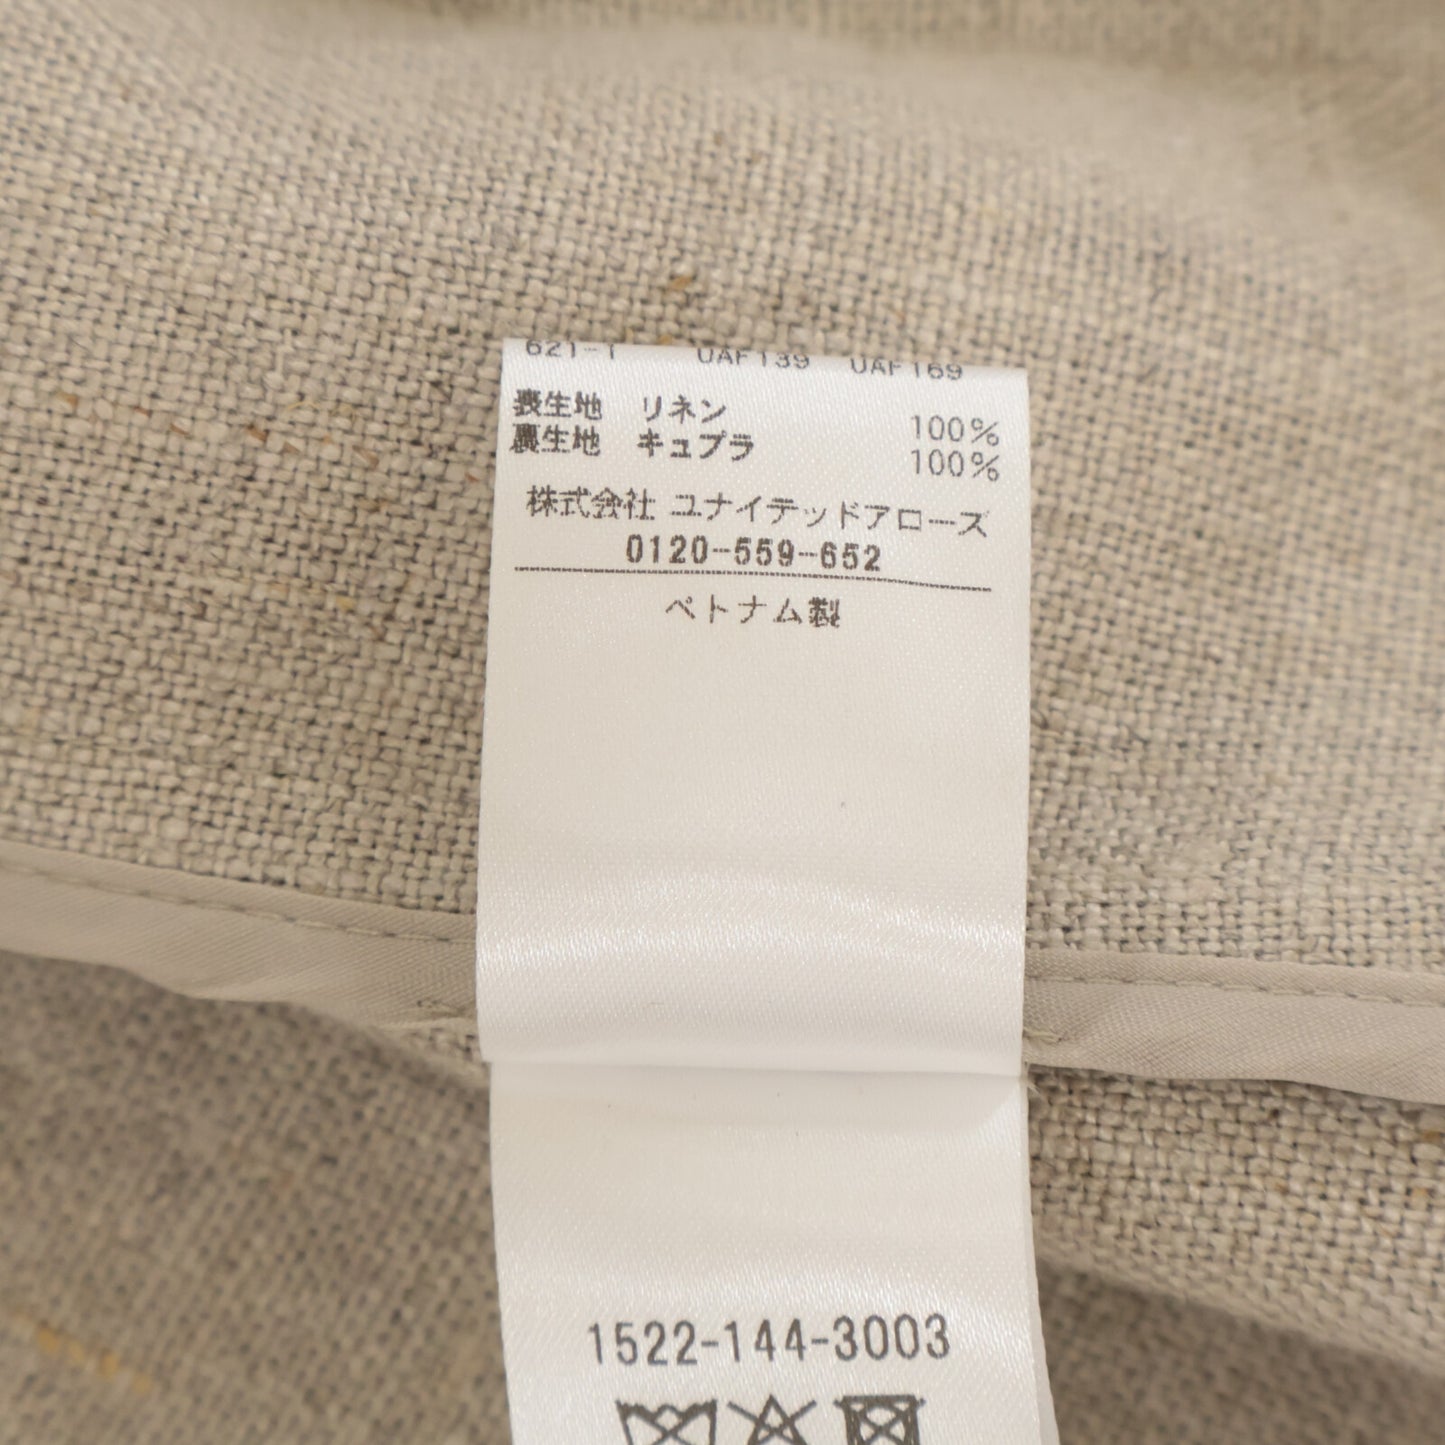 621-1 UAF139 UAF169
表生地 リネン 100%
裏生地 キュプラ 100%
株式会社 ユナイテッドアローズ
0120-559-652
ベトナム製
1522-144-3003